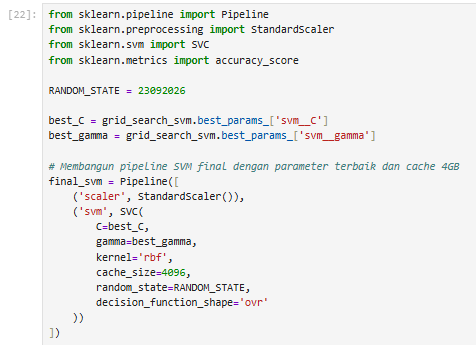 [22]:
from sklearn.pipeline import Pipeline
from sklearn.preprocessing import StandardScaler
from sklearn.svm import SVC
from sklearn.metrics import accuracy_score

RANDOM_STATE = 23092026

best_C = grid_search_svm.best_params_['svm__C']
best_gamma = grid_search_svm.best_params_['svm__gamma']

# Membangun pipeline SVM final dengan parameter terbaik dan cache 4GB
final_svm = Pipeline([
    ('scaler', StandardScaler()),
    ('svm', SVC(
        C=best_C,
        gamma=best_gamma,
        kernel='rbf',
        cache_size=4096,
        random_state=RANDOM_STATE,
        decision_function_shape='ovr'
    ))
])